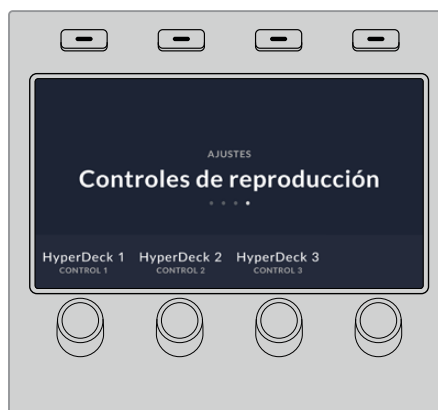 AJUSTES
Controles de reproducción
HyperDeck 1 HyperDeck 2 HyperDeck 3
CONTROL 1 CONTROL 2 CONTROL 3